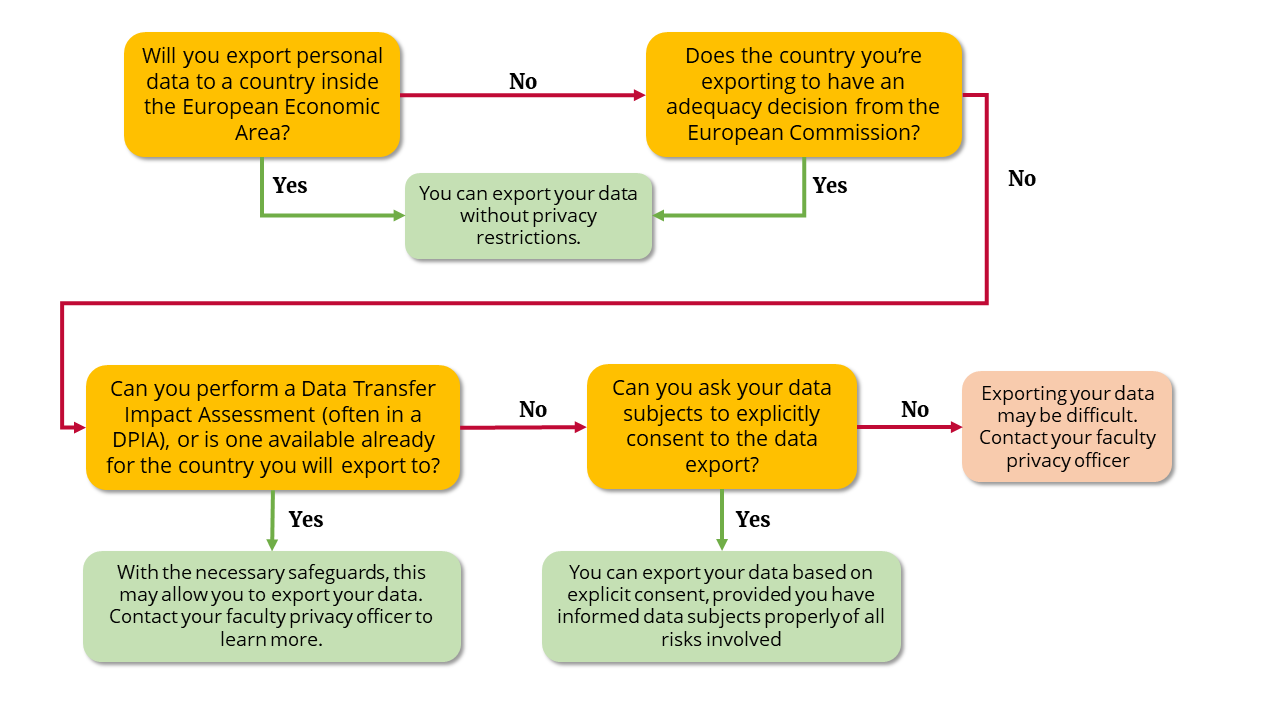 Will you export personal
data to a country inside
the European Economic
Area?
No
Does the country you’re
exporting to have an
adequacy decision from the
European Commission?
Yes
You can export your data
without privacy
restrictions.
Yes
No
Can you perform a Data Transfer
Impact Assessment (often in a
DPIA), or is one available already
for the country you will export to?
No
Can you ask your data
subjects to explicitly
consent to the data
export?
No
Exporting your data
may be difficult.
Contact your faculty
privacy officer
Yes
With the necessary safeguards, this
may allow you to export your data.
Contact your faculty privacy officer to
learn more.
Yes
You can export your data based on
explicit consent, provided you have
informed data subjects properly of all
risks involved